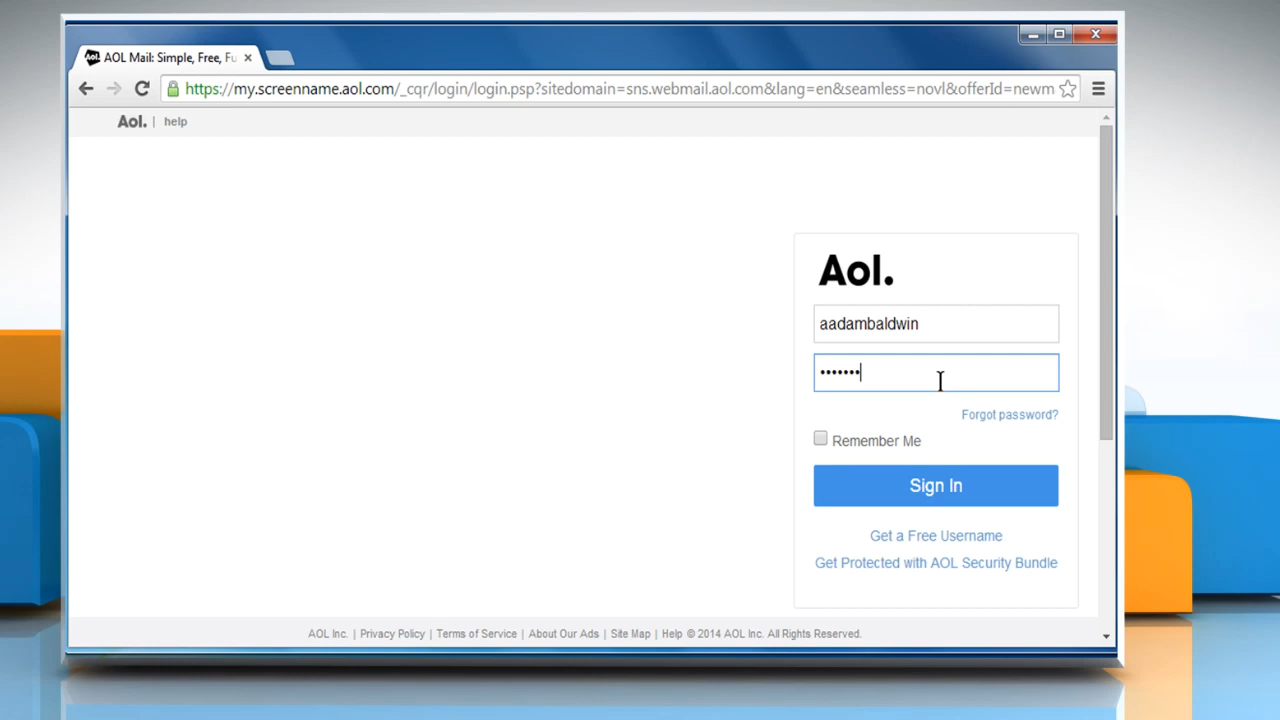 AOL Mail: Simple, Free, Fu
https://my.screenname.aol.com/_cqr/login/login.psp?sitedomain=sns.webmail.aol.com&lang=en&seamless=novl&offerId=newm
Aol. | help
Aol.
aadambaldwin
•••••••
Forgot password?
Remember Me
Sign In
Get a Free Username
Get Protected with AOL Security Bundle
AOL Inc. | Privacy Policy | Terms of Service | About Our Ads | Site Map | Help © 2014 AOL Inc. All Rights Reserved.